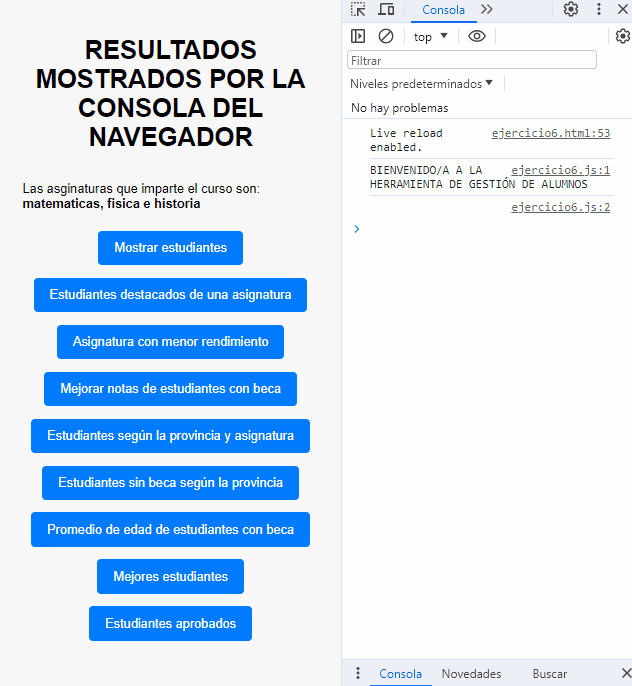 RESULTADOS
MOSTRADOS POR LA
CONSOLA DEL
NAVEGADOR
Las asginaturas que imparte el curso son:
matematicas, fisica e historia
Mostrar estudiantes
Estudiantes destacados de una asignatura
Asignatura con menor rendimiento
Mejorar notas de estudiantes con beca
Estudiantes según la provincia y asignatura
Estudiantes sin beca según la provincia
Promedio de edad de estudiantes con beca
Mejores estudiantes
Estudiantes aprobados
Consola
top
Filtrar
Niveles predeterminados
No hay problemas
Live reload ejercicio6.html:53
enabled.
BIENVENIDO/A A LA ejercicio6.js:1
HERRAMIENTA DE GESTIÓN DE ALUMNOS
ejercicio6.js:2
Consola Novedades Buscar